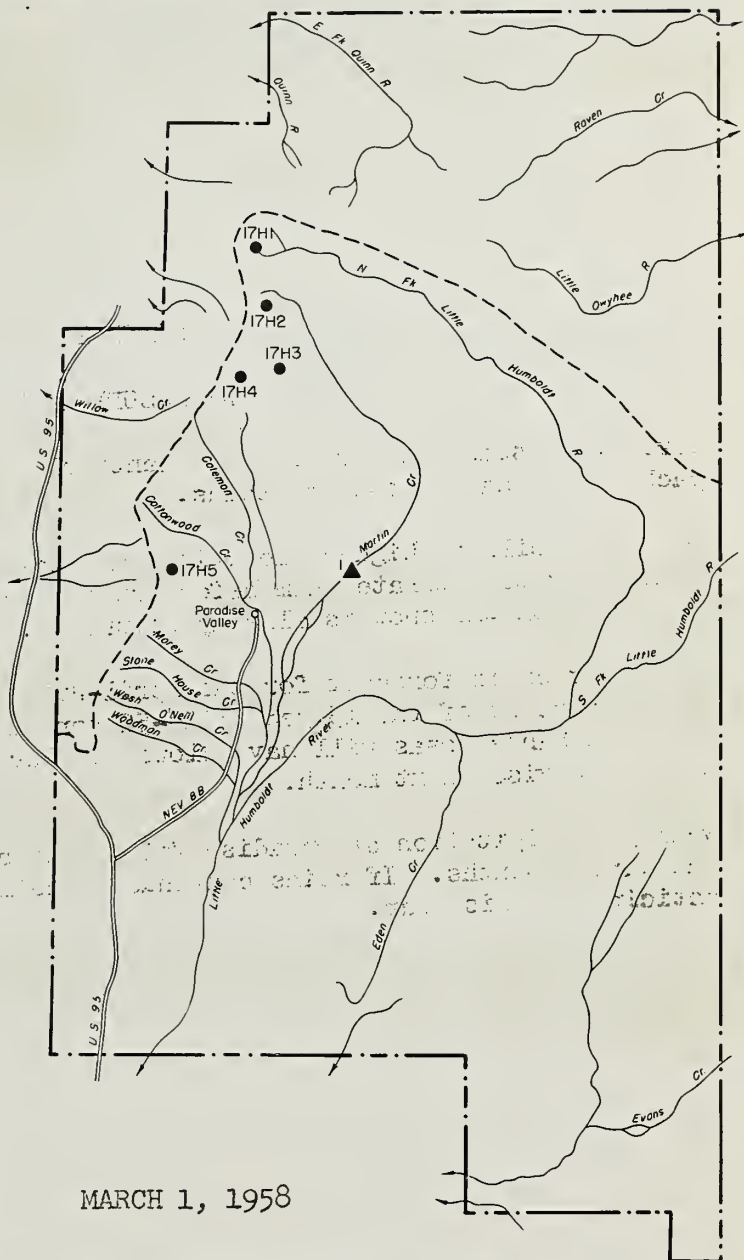 E Fk Quinn R
Quinn R
Raven Cr
17H1
N Fk Little Humboldt R
Little Owyhee R
17H2
17H3
17H4
Willow Cr
US 95
Coleman Cr
Cottonwood Cr
Martin Cr
1
17H5
Paradise Valley
S Fk Little Humboldt R
Morey Cr
Stone House Cr
Wash O'Neill Cr
Woodman Cr
NEV 8B
Little Humboldt River
Eden Cr
US 95
Evans Cr
MARCH 1, 1958